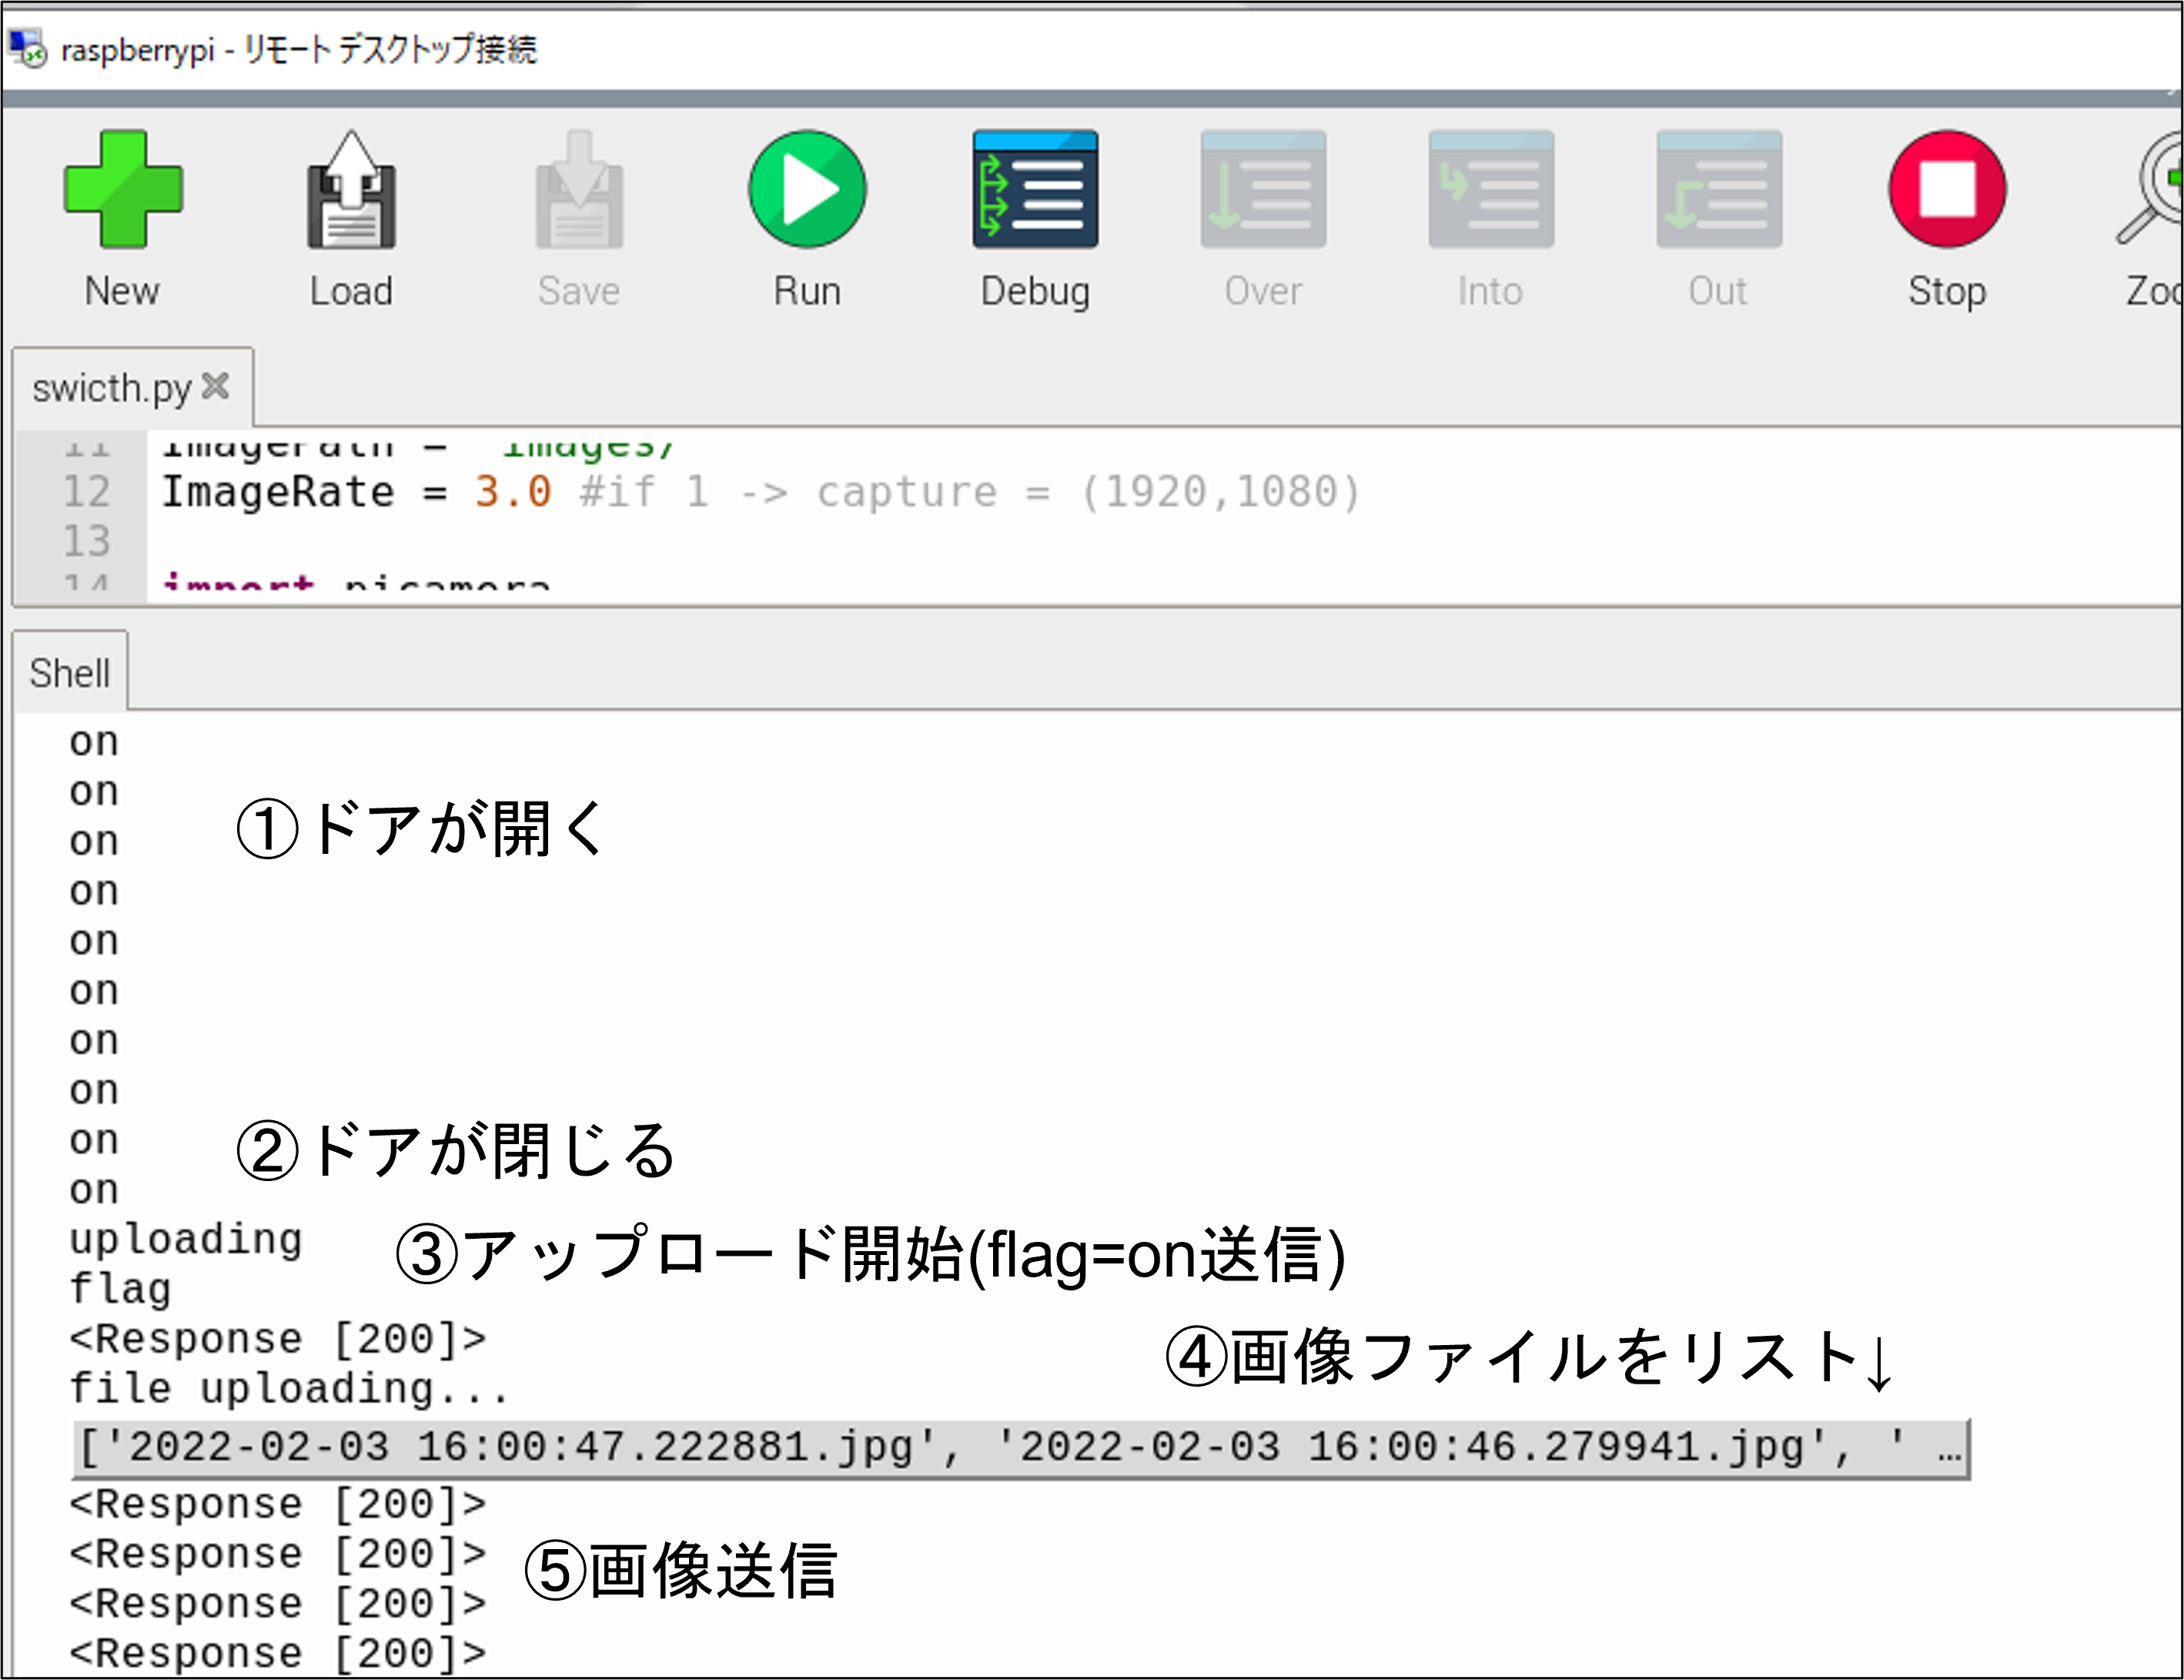 raspberrypi - リモート デスクトップ接続
New Load Save Run Debug Over Into Out Stop
swicth.py
11 ImagePath = "images/
12 ImageRate = 3.0 #if 1 -> capture = (1920,1080)
13
14 import picamera
Shell
on
on
①ドアが開く
on
on
on
on
on
on
on
②ドアが閉じる
on
uploading
③アップロード開始(flag=on送信)
flag
<Response [200]>
④画像ファイルをリスト↓
file uploading...
['2022-02-03 16:00:47.222881.jpg', '2022-02-03 16:00:46.279941.jpg', ' …
<Response [200]>
<Response [200]>
⑤画像送信
<Response [200]>
<Response [200]>